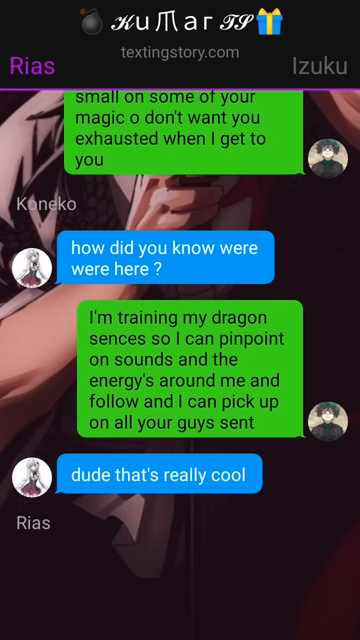 💣 𝓚u爪ar 𝓣𝓢 🎁
textingstory.com
Rias Izuku
small on some of your
magic o don't want you
exhausted when I get to
you
Koneko
how did you know were
were here ?
I'm training my dragon
sences so I can pinpoint
on sounds and the
energy's around me and
follow and I can pick up
on all your guys sent
dude that's really cool
Rias